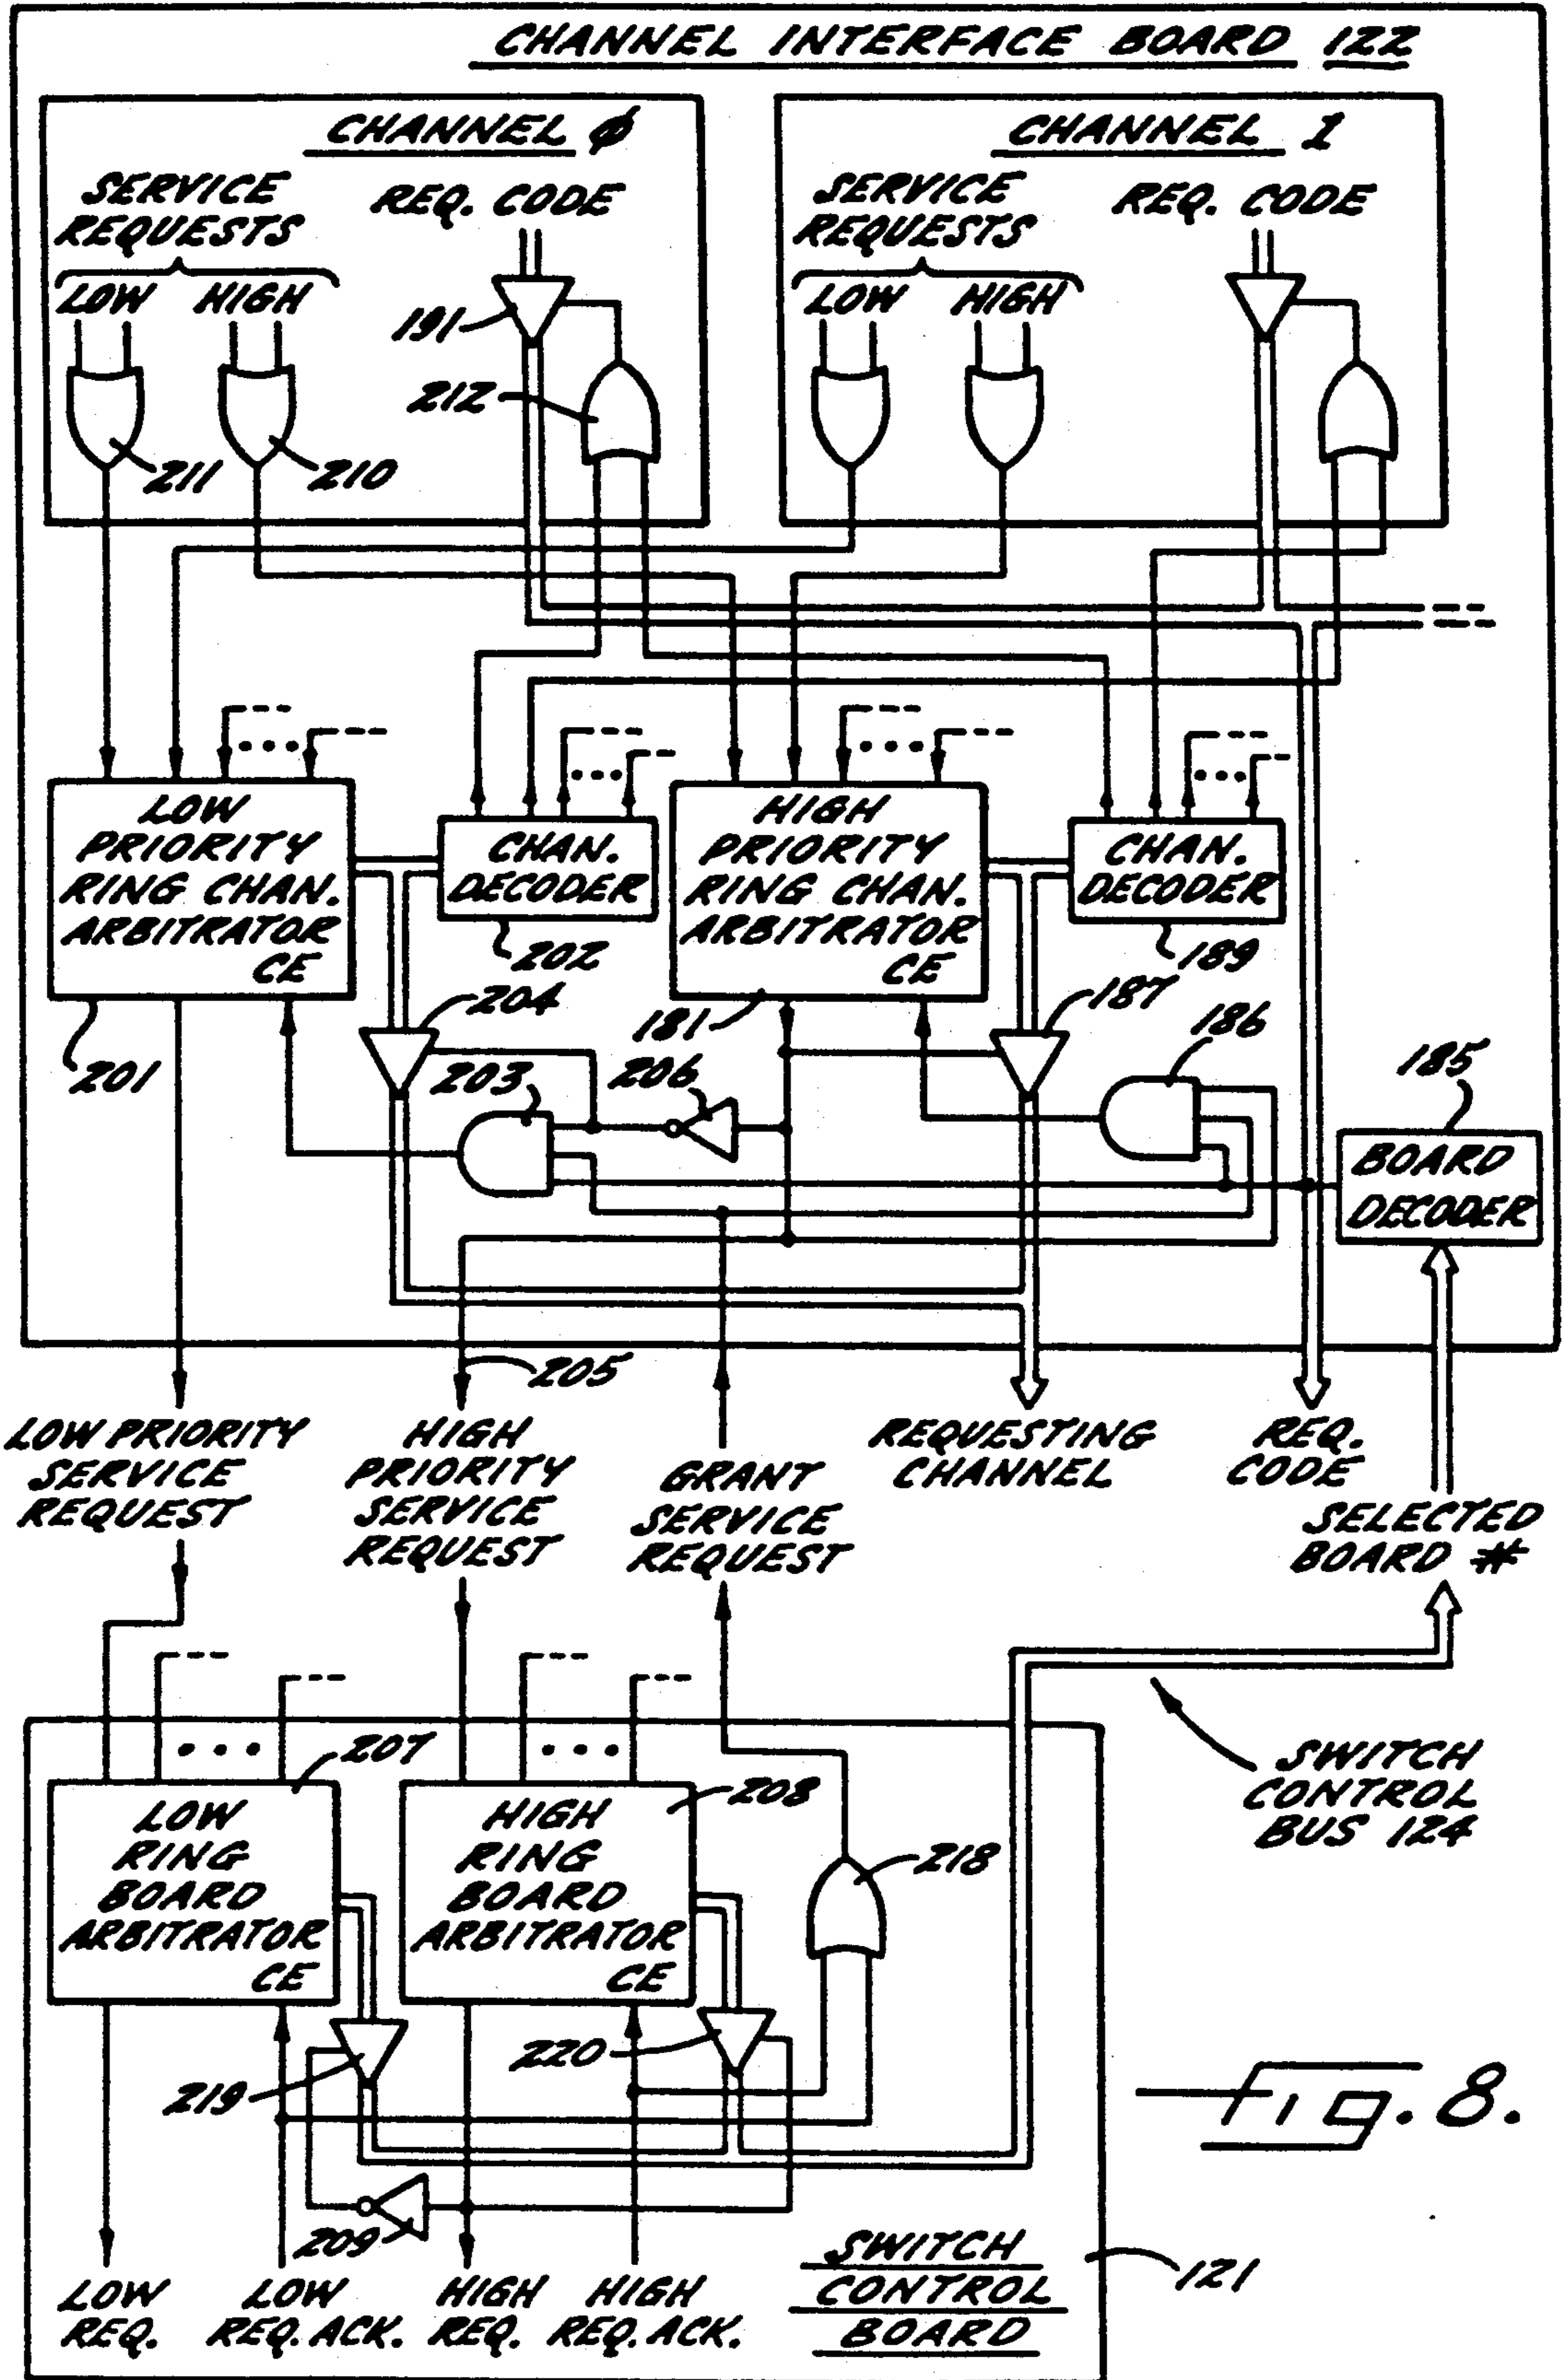 CHANNEL INTERFACE BOARD 122
CHANNEL Ø
CHANNEL 1
SERVICE
REQUESTS
REQ. CODE
SERVICE
REQUESTS
REQ. CODE
LOW HIGH
LOW HIGH
191
212
211
210
LOW
PRIORITY
RING CHAN.
ARBITRATOR
CE
CHAN.
DECODER
HIGH
PRIORITY
RING CHAN.
ARBITRATOR
CE
CHAN.
DECODER
202
189
204
181
187
186
201
203
206
185
BOARD
DECODER
205
LOW PRIORITY
SERVICE
REQUEST
HIGH
PRIORITY
SERVICE
REQUEST
GRANT
SERVICE
REQUEST
REQUESTING
CHANNEL
REQ.
CODE
SELECTED
BOARD #
SWITCH
CONTROL
BUS 124
207
208
LOW
RING
BOARD
ARBITRATOR
CE
HIGH
RING
BOARD
ARBITRATOR
CE
218
219
220
209
LOW
REQ.
LOW
REQ. ACK.
HIGH
REQ.
HIGH
REQ. ACK.
SWITCH
CONTROL
BOARD
121
Fig. 8.